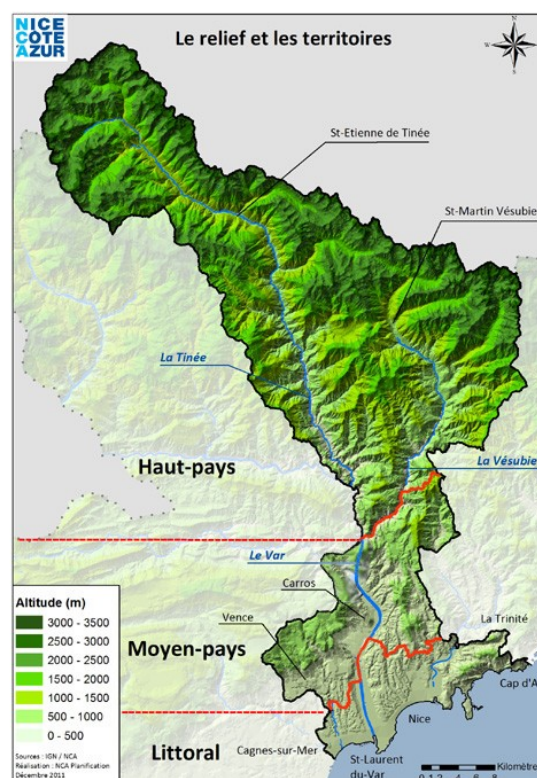 NICE
CÔTE
AZUR
Le relief et les territoires
N
St-Etienne de Tinée
St-Martin Vésubie
La Tinée
La Vésubie
Haut-pays
Le Var
Carros
Vence
La Trinité
Moyen-pays
Cap d'A
Nice
Littoral
Cagnes-sur-Mer
St-Laurent
du-Var
Altitude (m)
3000 - 3500
2500 - 3000
2000 - 2500
1500 - 2000
1000 - 1500
500 - 1000
0 - 500
Sources : IGN / NCA
Réalisation : NCA Planification
Décembre 2011